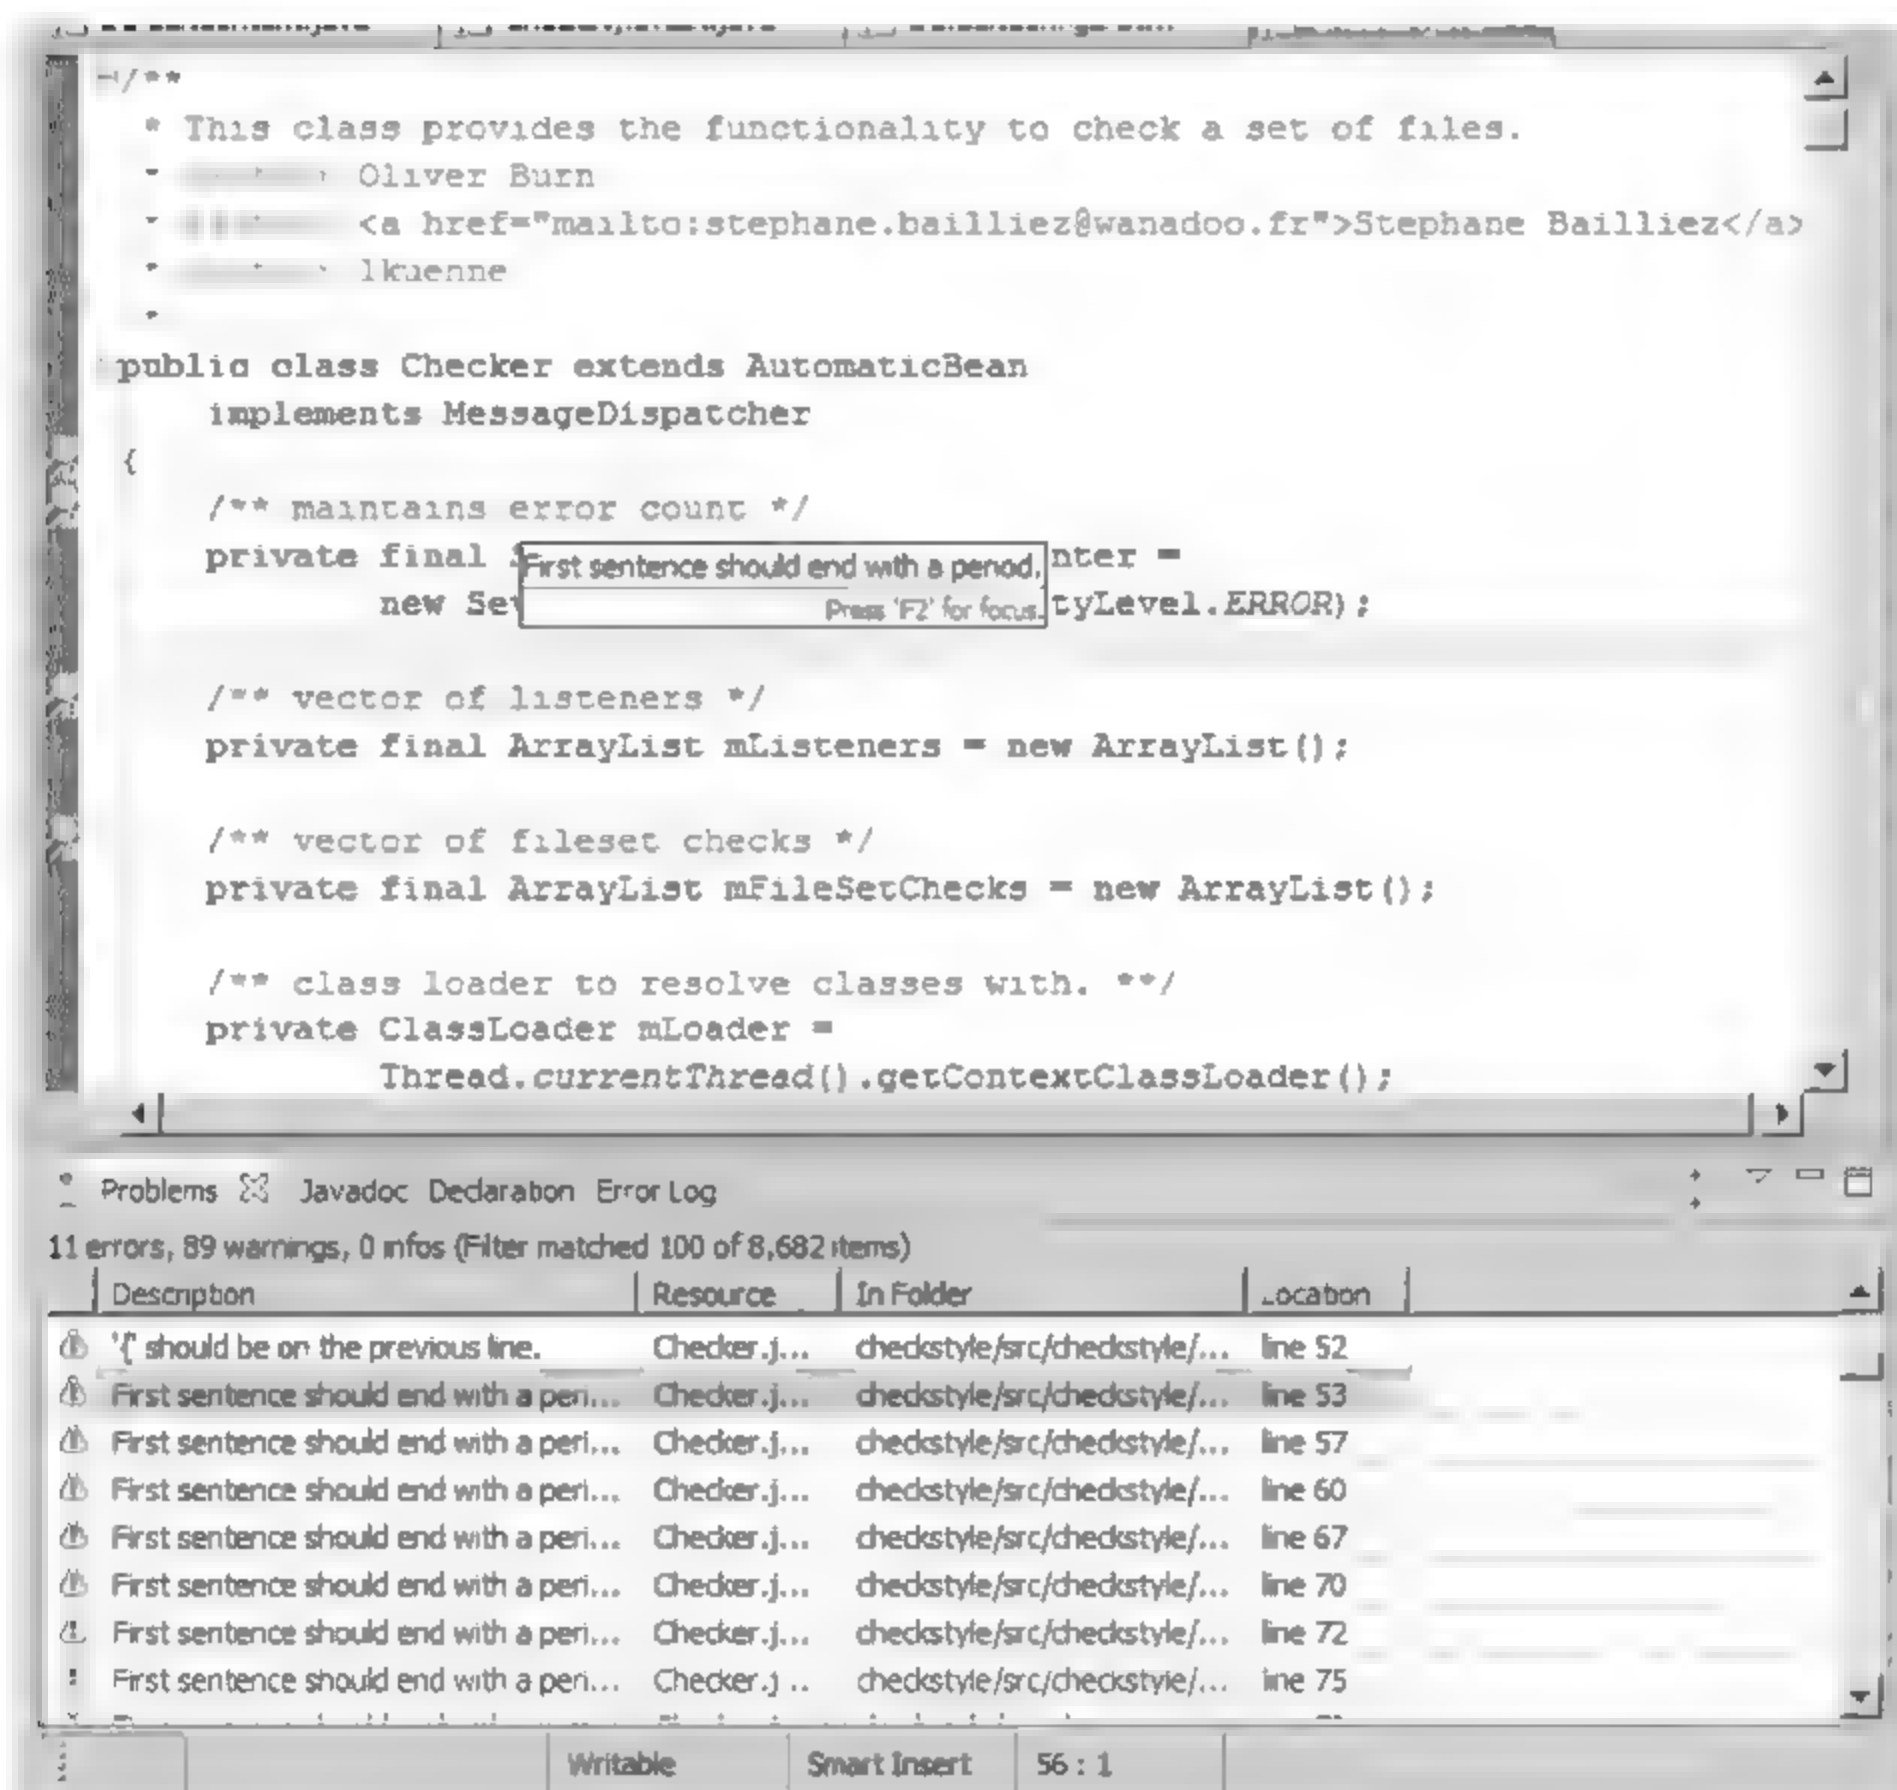 /**
* This class provides the functionality to check a set of files.
Oliver Burn
<a href="mailto:stephane.bailliez@wanadoo.fr">Stephane Bailliez</a>
lkuenne
public class Checker extends AutomaticBean
implements MessageDispatcher
{
/** maintains error count */
private final nter =
First sentence should end with a period.
new Se tyLevel.ERROR);
Press 'F2' for focus.
/** vector of listeners */
private final ArrayList mListeners = new ArrayList();
/** vector of fileset checks */
private final ArrayList mFileSetChecks = new ArrayList();
/** class loader to resolve classes with. **/
private ClassLoader mLoader =
Thread.currentThread().getContextClassLoader();
Problems Javadoc Declaration Error Log
11 errors, 89 warnings, 0 infos (Filter matched 100 of 8,682 items)
Description Resource In Folder Location
'{' should be on the previous line. Checker.j... checkstyle/src/checkstyle/... line 52
First sentence should end with a peri... Checker.j... checkstyle/src/checkstyle/... line 53
First sentence should end with a peri... Checker.j... checkstyle/src/checkstyle/... line 57
First sentence should end with a peri... Checker.j... checkstyle/src/checkstyle/... line 60
First sentence should end with a peri... Checker.j... checkstyle/src/checkstyle/... line 67
First sentence should end with a peri... Checker.j... checkstyle/src/checkstyle/... line 70
First sentence should end with a peri... Checker.j... checkstyle/src/checkstyle/... line 72
First sentence should end with a peri... Checker.j... checkstyle/src/checkstyle/... line 75
Writable Smart Insert 56 : 1